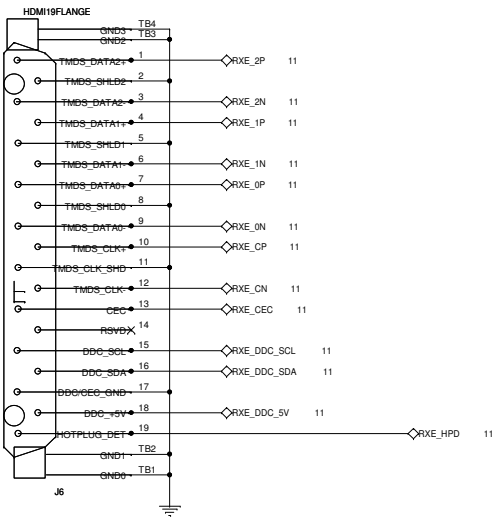 HDMI19FLANGE
GND3 TB4
GND2 TB3
TMDS_DATA2+ 1 RXE_2P 11
TMDS_SHLD2 2
TMDS_DATA2- 3 RXE_2N 11
TMDS_DATA1+ 4 RXE_1P 11
TMDS_SHLD1 5
TMDS_DATA1- 6 RXE_1N 11
TMDS_DATA0+ 7 RXE_0P 11
TMDS_SHLD0 8
TMDS_DATA0- 9 RXE_0N 11
TMDS_CLK+ 10 RXE_CP 11
TMDS_CLK_SHD 11
TMDS_CLK- 12 RXE_CN 11
CEC 13 RXE_CEC 11
RSVD 14
DDC_SCL 15 RXE_DDC_SCL 11
DDC_SDA 16 RXE_DDC_SDA 11
DDC/CEC_GND 17
DDC_+5V 18 RXE_DDC_5V 11
HOTPLUG_DET 19 RXE_HPD 11
GND1 TB2
GND0 TB1
J6